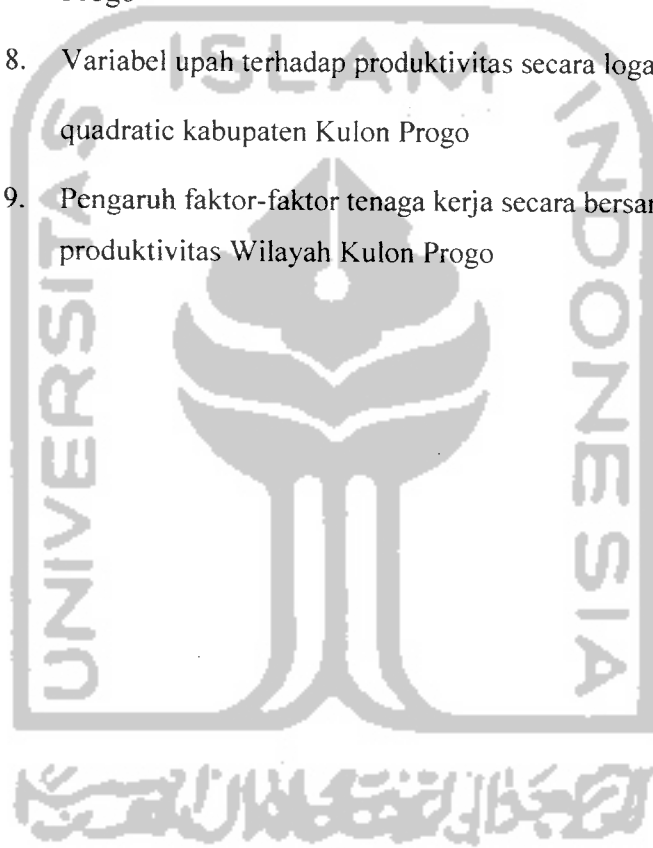 8. Variabel upah terhadap produktivitas secara loga
quadratic kabupaten Kulon Progo
9. Pengaruh faktor-faktor tenaga kerja secara bersar
produktivitas Wilayah Kulon Progo
ISLAM
UNIVERSITAS
INDONESIA